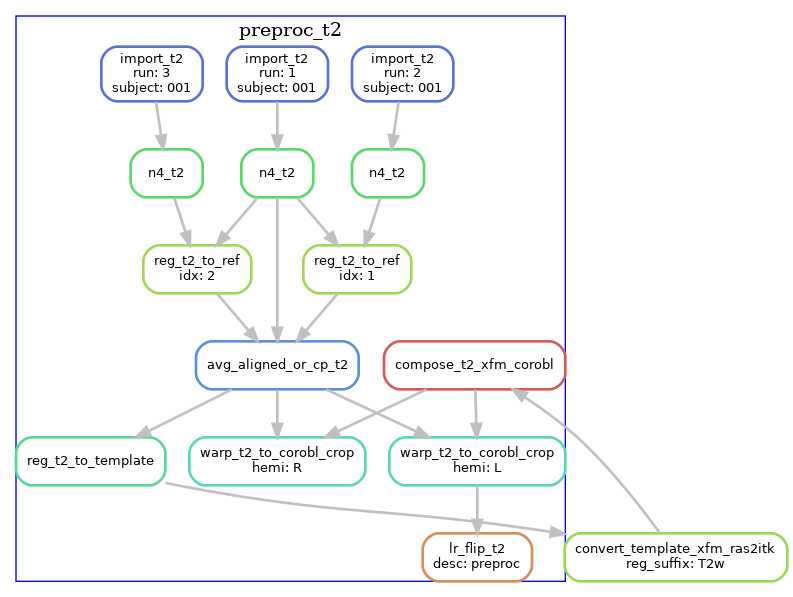 preproc_t2
import_t2
run: 3
subject: 001
import_t2
run: 1
subject: 001
import_t2
run: 2
subject: 001
n4_t2
n4_t2
n4_t2
reg_t2_to_ref
idx: 2
reg_t2_to_ref
idx: 1
avg_aligned_or_cp_t2
compose_t2_xfm_corobl
reg_t2_to_template
warp_t2_to_corobl_crop
hemi: R
warp_t2_to_corobl_crop
hemi: L
lr_flip_t2
desc: preproc
convert_template_xfm_ras2itk
reg_suffix: T2w